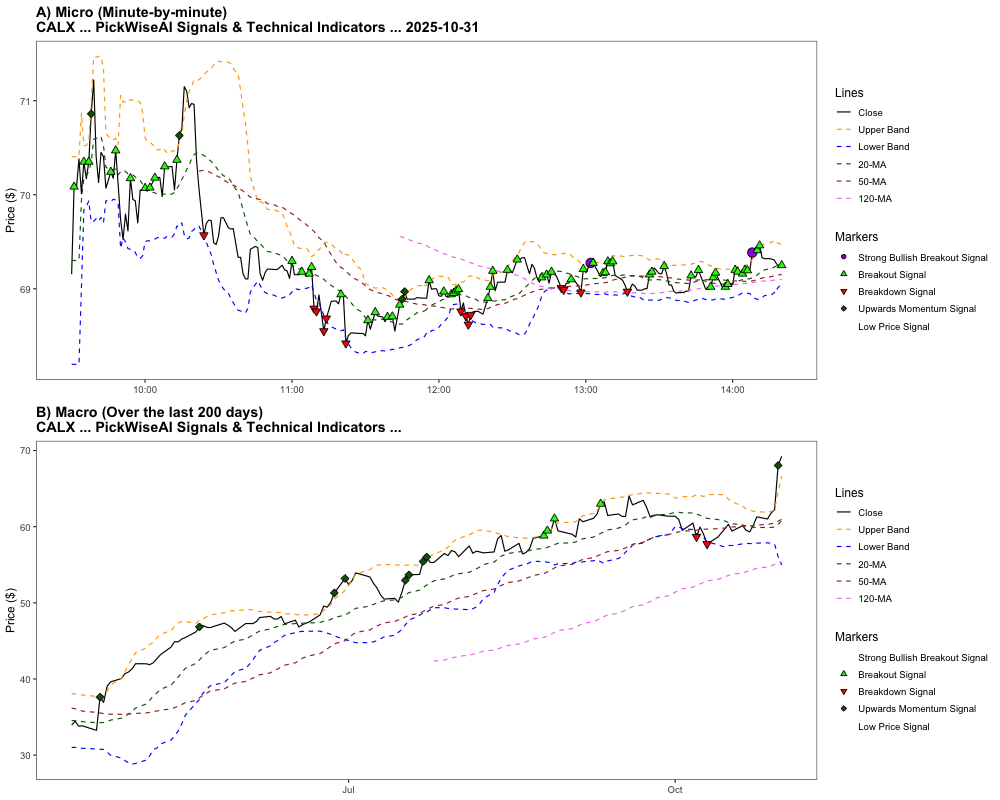 A) Micro (Minute-by-minute)
CALX ... PickWiseAI Signals & Technical Indicators ... 2025-10-31
71
70
69
Price ($)
10:00
11:00
12:00
13:00
14:00
Lines
Close
Upper Band
Lower Band
20-MA
50-MA
120-MA
Markers
Strong Bullish Breakout Signal
Breakout Signal
Breakdown Signal
Upwards Momentum Signal
Low Price Signal
B) Macro (Over the last 200 days)
CALX ... PickWiseAI Signals & Technical Indicators ...
70
60
50
40
30
Price ($)
Jul
Oct
Lines
Close
Upper Band
Lower Band
20-MA
50-MA
120-MA
Markers
Strong Bullish Breakout Signal
Breakout Signal
Breakdown Signal
Upwards Momentum Signal
Low Price Signal